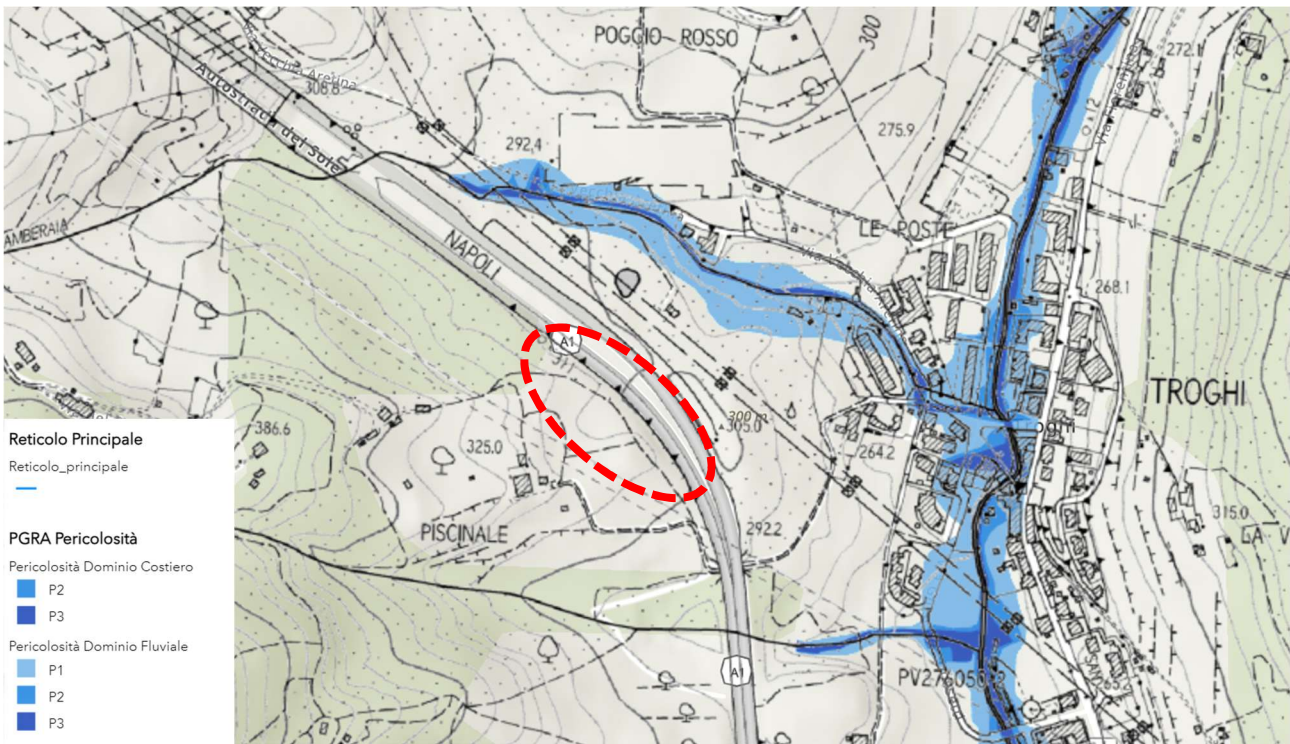 POGGIO-ROSSO
300
272.1
308.8
Autostrada del Sole
275.9
292.4
LE POSTE
AMBERAIA
NAPOLI
268.1
A1
TROGHI
300 m
305.0
386.6
325.0
264.2
315.0
PISCINALE
292.2
A1
Reticolo Principale
Reticolo_principale
PGRA Pericolosità
Pericolosità Dominio Costiero
P2
P3
Pericolosità Dominio Fluviale
P1
P2
P3